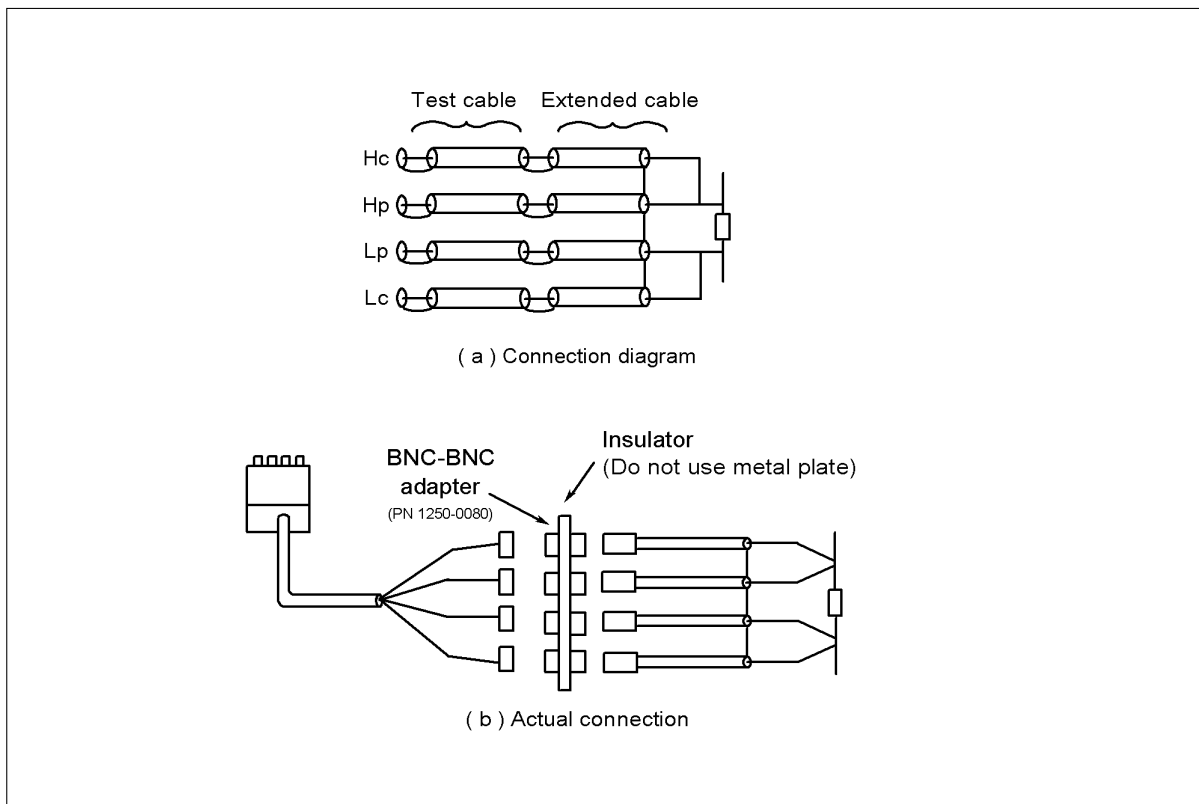 Test cable Extended cable
Hc
Hp
Lp
Lc
( a ) Connection diagram
Insulator
(Do not use metal plate)
BNC-BNC
adapter
(PN 1250-0080)
( b ) Actual connection